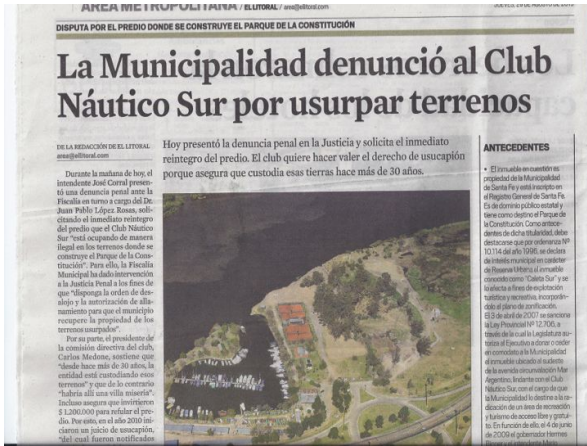 AREA METROPOLITANA / EL LITORAL / area@ellitoral.com
JUEVES 29 DE AGOSTO DE
DISPUTA POR EL PREDIO DONDE SE CONSTRUYE EL PARQUE DE LA CONSTITUCIÓN
La Municipalidad denunció al Club
Náutico Sur por usurpar terrenos
DE LA REDACCIÓN DE EL LITORAL
area@ellitoral.com
Durante la mañana de hoy, el
intendente José Corral presen-
tó una denuncia penal ante la
Fiscalía en turno a cargo del Dr.
Juan Pablo López Rosas, soli-
citando el inmediato reintegro
del predio que el Club Náutico
Sur “está ocupando de manera
ilegal en los terrenos donde se
construye el Parque de la Cons-
titución”. Para ello, la Fiscalía
Municipal ha dado intervención
a la Justicia Penal a los fines de
que “disponga la orden de des-
alojo y la autorización de alla-
namiento para que el municipio
recupere la propiedad de los
terrenos usurpados”.
Por su parte, el presidente de
la comisión directiva del club,
Carlos Medone, sostiene que
“desde hace más de 30 años, la
entidad está custodiando esos
terrenos” y que de lo contrario
“habría allí una villa miseria”.
Incluso asegura que invirtieron
$ 1.200.000 para refular el pre-
dio. Por esto, en el año 2010 ini-
ciaron un juicio de usucapión,
“del cual fueron notificados
Hoy presentó la denuncia penal en la Justicia y solicita el inmediato
reintegro del predio. El club quiere hacer valer el derecho de usucapión
porque asegura que custodia esas tierras hace más de 30 años.
ANTECEDENTES
• El inmueble en cuestión es
propiedad de la Municipalidad
de Santa Fe y está inscripto en
el Registro General de Santa Fe.
Es de dominio público estatal y
tiene como destino el Parque de
la Constitución. Como antece-
dentes de dicha titularidad, debe
destacarse que por ordenanza Nº
10.114 del año 1996, se declara
de interés municipal en carácter
de Reserva Urbana al inmueble
conocido como “Caleta Sur” y se
lo afecta a fines de explotación
turística y recreativa, incorporán-
dolo al plano de zonificación.
El 3 de abril de 2007 se sanciona
la Ley Provincial Nº 12.706, a
través de la cual la Legislatura au-
toriza al Ejecutivo a donar o ceder
en comodato a la Municipalidad
el inmueble ubicado al sudeste
de la avenida circunvalación Mar
Argentino, lindante con el Club
Náutico Sur, con el cargo de que
la Municipalidad lo destine a la ra-
dicación de un área de recreación
y turismo de acceso libre y gratui-
to. En función de ello, el 4 de junio
de 2009 el gobernador Hermes